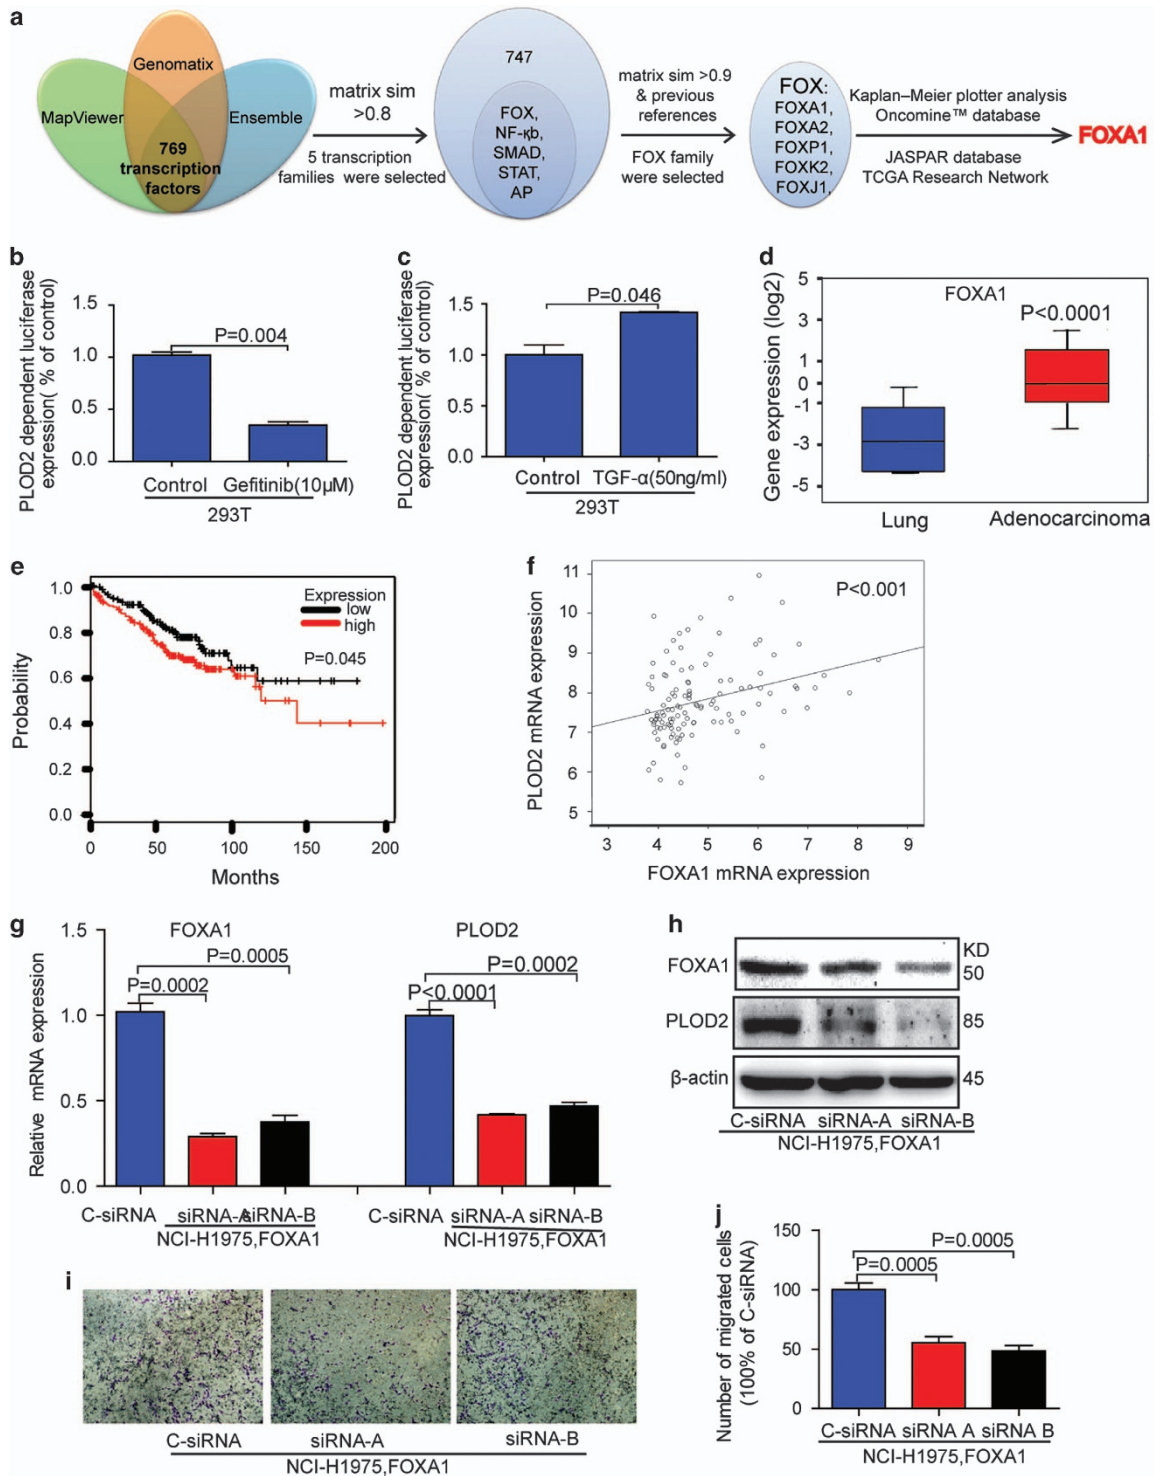 a
Genomatix
MapViewer
Ensemble
769
transcription
factors
matrix sim
>0.8
5 transcription
families were selected
747
FOX,
NF-κb,
SMAD,
STAT,
AP
matrix sim >0.9
& previous
references
FOX family
were selected
FOX:
FOXA1,
FOXA2,
FOXP1,
FOXK2,
FOXJ1,
Kaplan–Meier plotter analysis
Oncomine™ database
JASPAR database
TCGA Research Network
FOXA1
b
PLOD2 dependent luciferase
expression( % of control)
1.5
1.0
0.5
0.0
P=0.004
Control
Gefitinib(10μM)
293T
c
PLOD2 dependent luciferase
expression( % of control)
1.5
1.0
0.5
0.0
P=0.046
Control
TGF-α(50ng/ml)
293T
d
Gene expression (log2)
5
3
1
0
-1
-3
-5
FOXA1
P<0.0001
Lung
Adenocarcinoma
e
Probability
1.0
0.8
0.6
0.4
0.2
0.0
Expression
low
high
P=0.045
0
50
100
150
200
Months
f
PLOD2 mRNA expression
11
10
9
8
7
6
5
P<0.001
3
4
5
6
7
8
9
FOXA1 mRNA expression
g
Relative mRNA expression
1.5
1.0
0.5
0.0
FOXA1
P=0.0005
P=0.0002
PLOD2
P=0.0002
P<0.0001
C-siRNA
siRNA-A
siRNA-B
NCI-H1975,FOXA1
C-siRNA
siRNA-A
siRNA-B
NCI-H1975,FOXA1
h
KD
FOXA1
50
PLOD2
85
β-actin
45
C-siRNA
siRNA-A
siRNA-B
NCI-H1975,FOXA1
i
C-siRNA
siRNA-A
siRNA-B
NCI-H1975,FOXA1
j
Number of migrated cells
(100% of C-siRNA)
150
100
50
0
P=0.0005
P=0.0005
C-siRNA
siRNA A
siRNA B
NCI-H1975,FOXA1